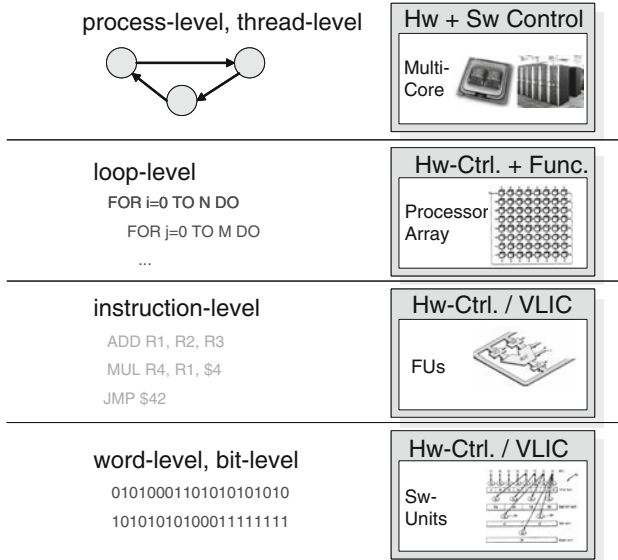 process-level, thread-level
Hw + Sw Control
Multi-
Core
loop-level
FOR i=0 TO N DO
FOR j=0 TO M DO
...
Hw-Ctrl. + Func.
Processor
Array
instruction-level
ADD R1, R2, R3
MUL R4, R1, $4
JMP $42
Hw-Ctrl. / VLIC
FUs
word-level, bit-level
01010001101010101010
10101010100011111111
Hw-Ctrl. / VLIC
Sw-
Units